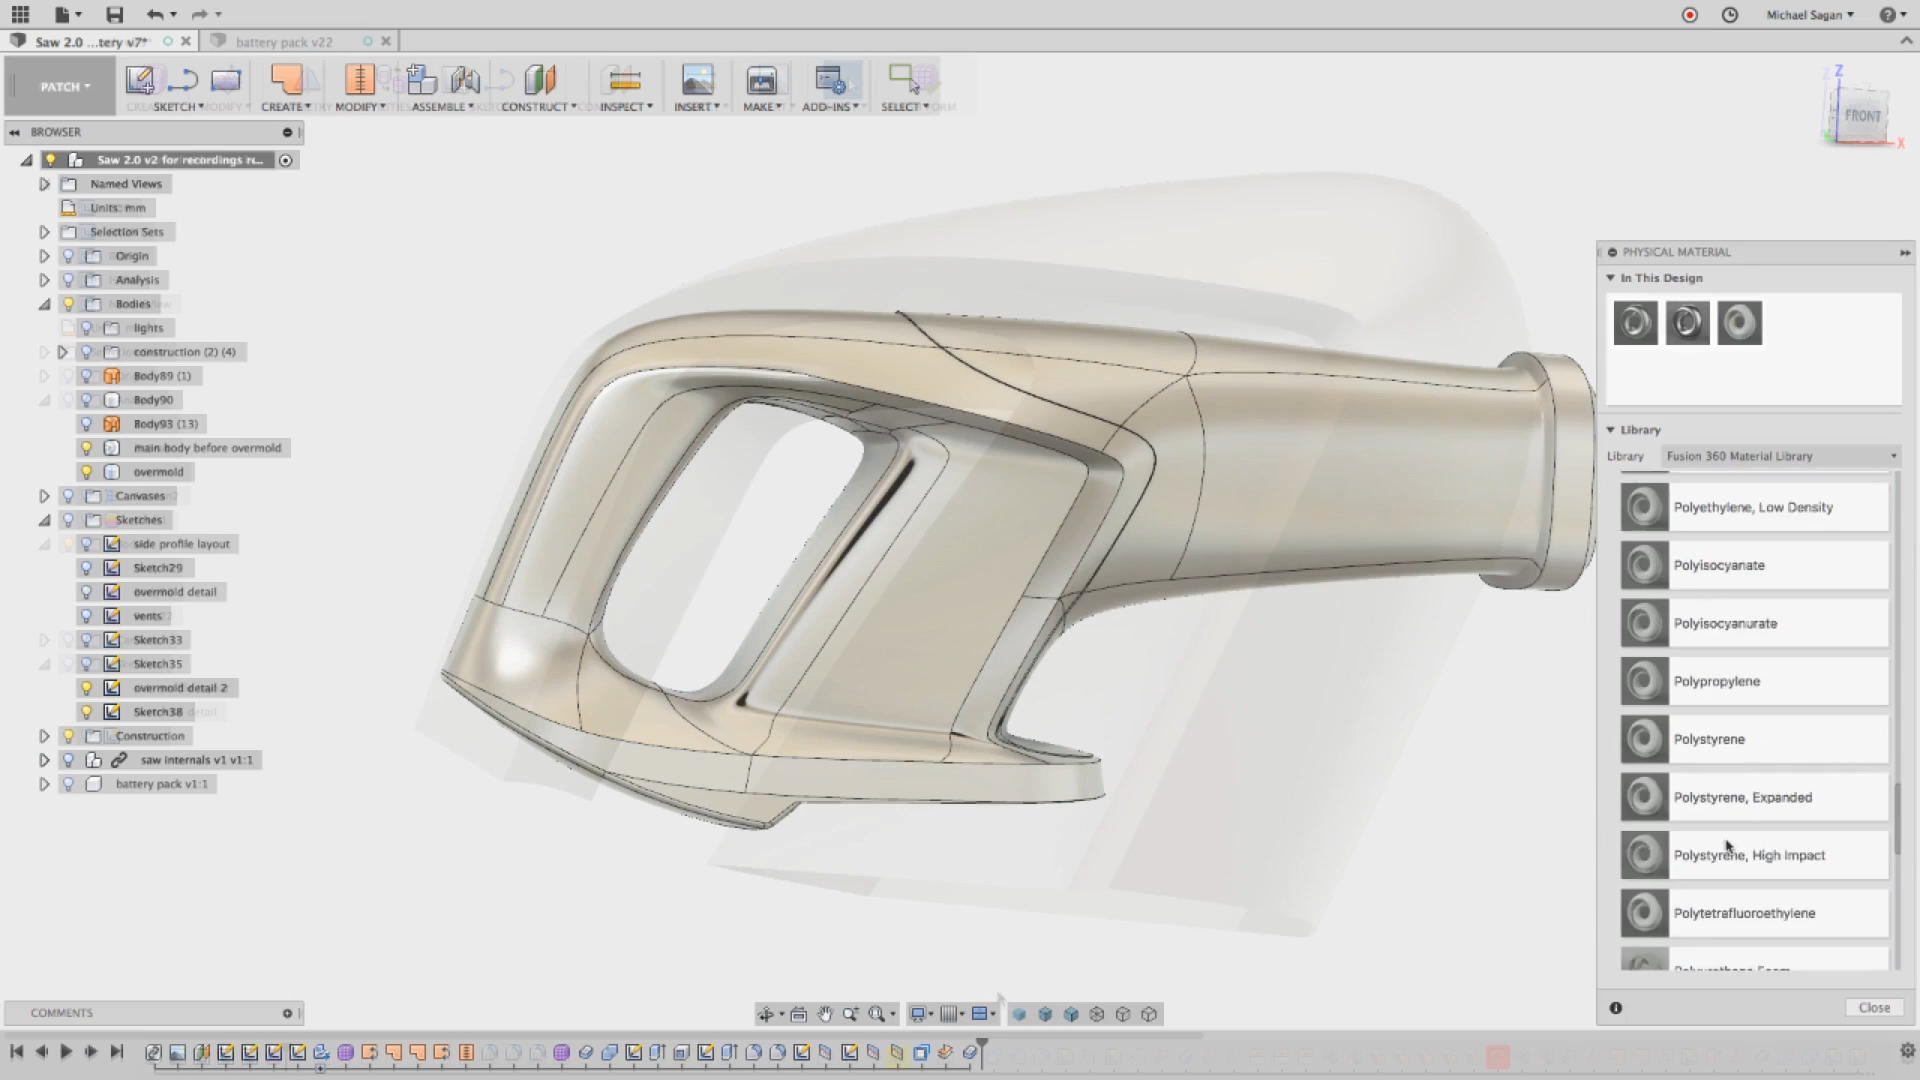 Michael Sagan
Saw 2.0 ...tery v7*
battery pack v22
PATCH
SKETCH
CREATE
MODIFY
ASSEMBLE
CONSTRUCT
INSPECT
INSERT
MAKE
ADD-INS
SELECT
Z
FRONT
X
BROWSER
Saw 2.0 v2 for recordings re...
Named Views
Units: mm
Selection Sets
Origin
Analysis
Bodies
lights
construction (2) (4)
Body89 (1)
Body90
Body93 (13)
main body before overmold
overmold
Canvases
Sketches
side profile layout
Sketch29
overmold detail
vents
Sketch33
Sketch35
overmold detail 2
Sketch38
Construction
saw internals v1 v1:1
battery pack v1:1
PHYSICAL MATERIAL
In This Design
Library
Library Fusion 360 Material Library
Polyethylene, Low Density
Polyisocyanate
Polyisocyanurate
Polypropylene
Polystyrene
Polystyrene, Expanded
Polystyrene, High Impact
Polytetrafluoroethylene
Close
COMMENTS